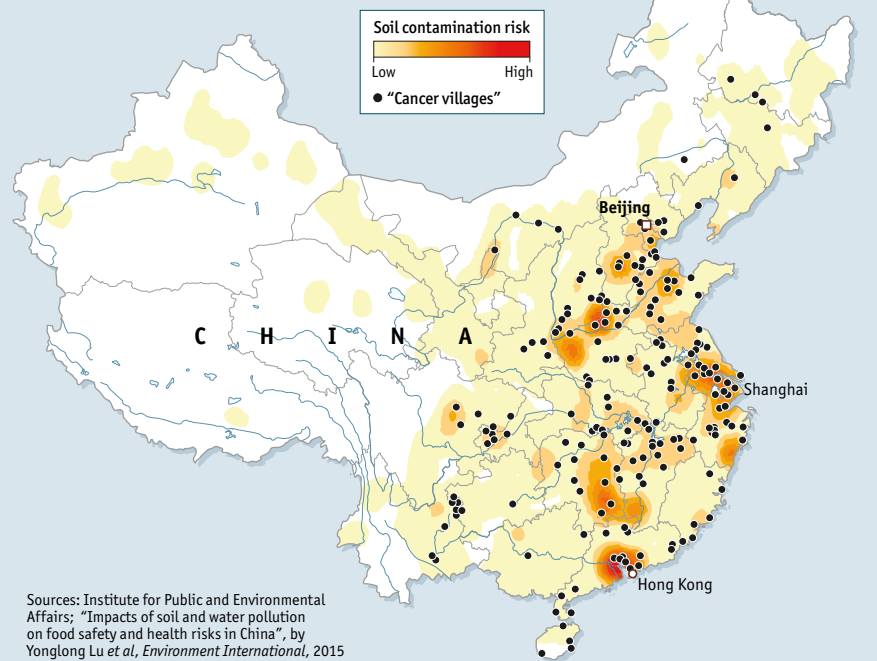 Soil contamination risk
Low High
● “Cancer villages”
Beijing
C H I N A
Shanghai
Hong Kong
Sources: Institute for Public and Environmental
Affairs; “Impacts of soil and water pollution
on food safety and health risks in China”, by
Yonglong Lu et al, Environment International, 2015